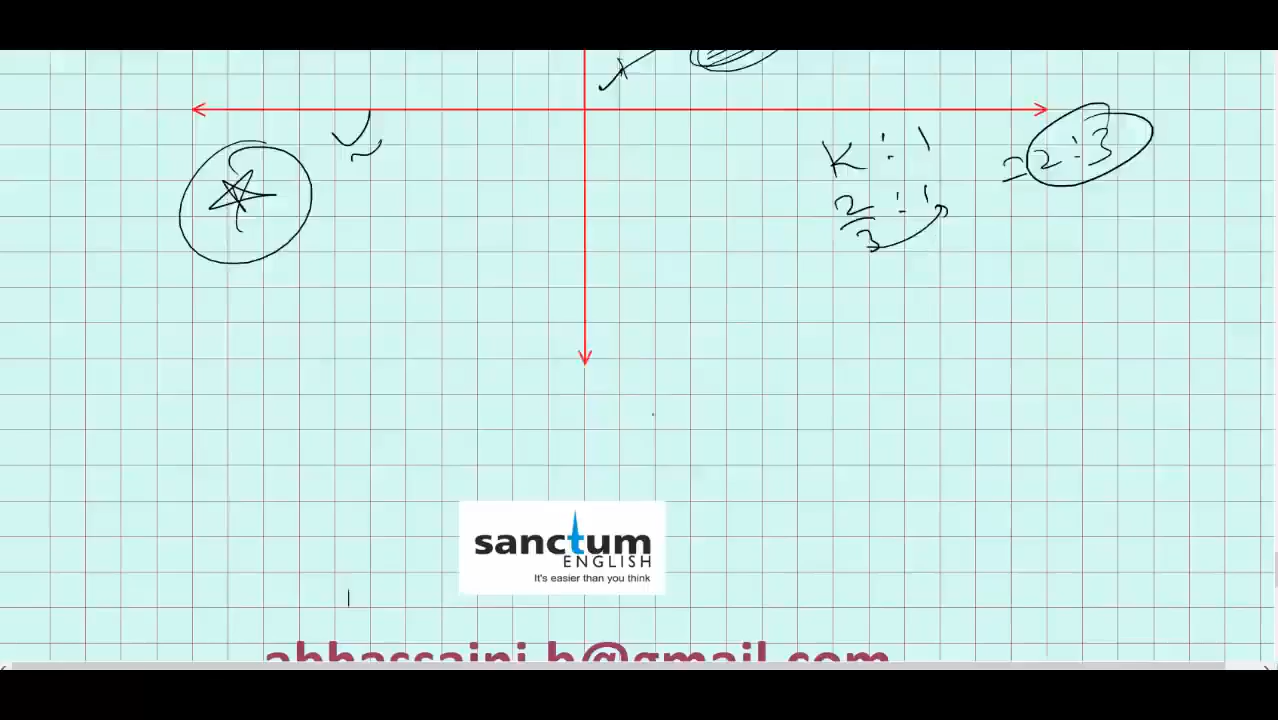 K : 1
= 2 : 3
2/3 : 1
sanctum
ENGLISH
It's easier than you think